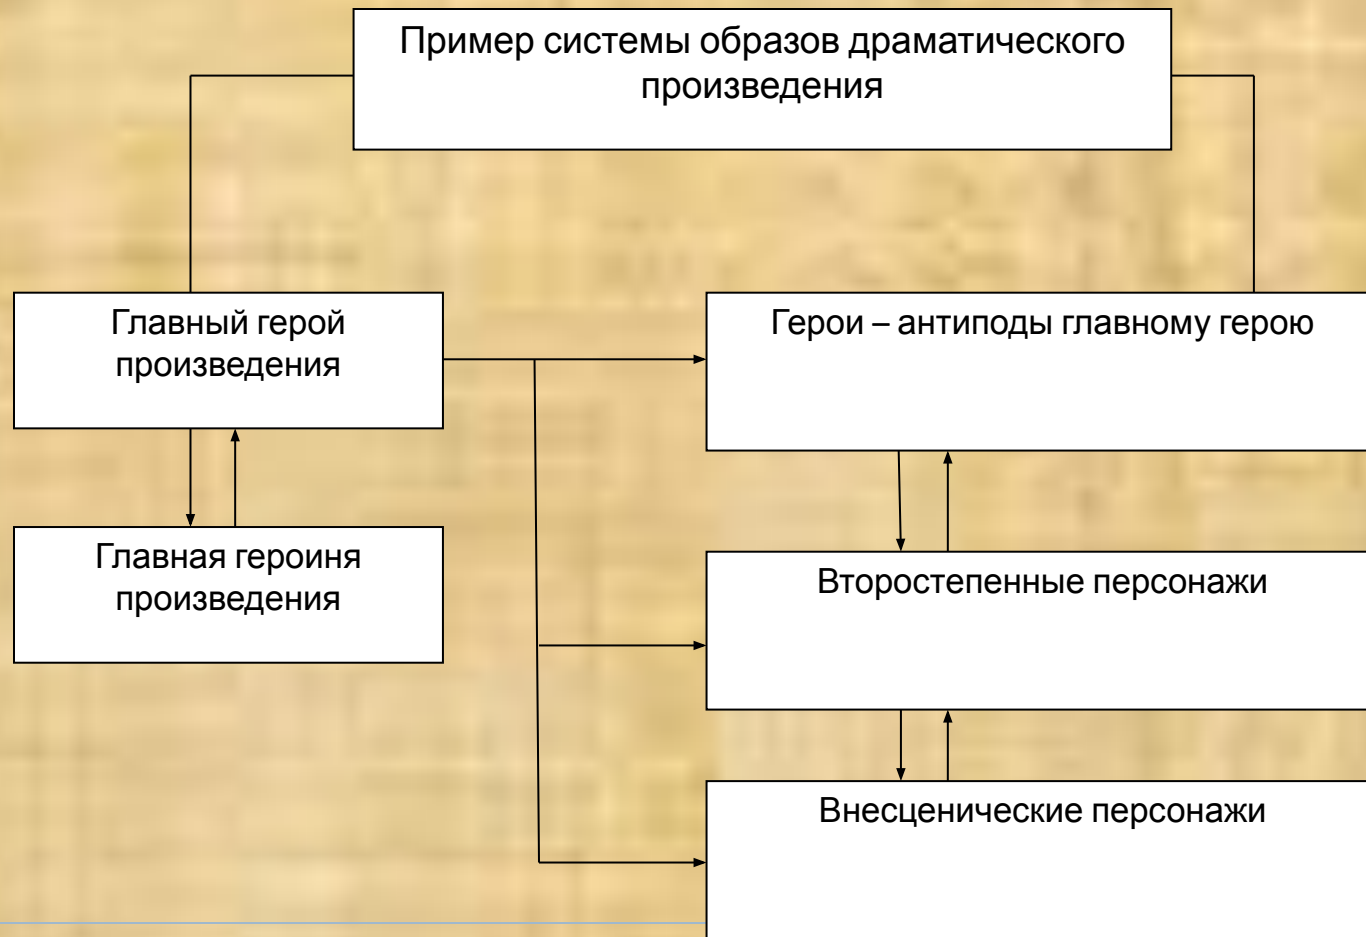 Пример системы образов драматического
произведения
Главный герой
произведения
Герои – антиподы главному герою
Главная героиня
произведения
Второстепенные персонажи
Внесценические персонажи